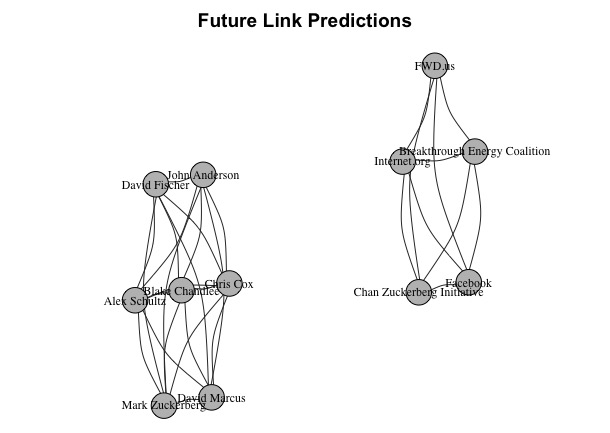 Future Link Predictions
FWD.us
Breakthrough Energy Coalition
Internet.org
John Anderson
David Fischer
Chris Cox
Facebook
Blake Chandlee
Chan Zuckerberg Initiative
Alex Schultz
David Marcus
Mark Zuckerberg